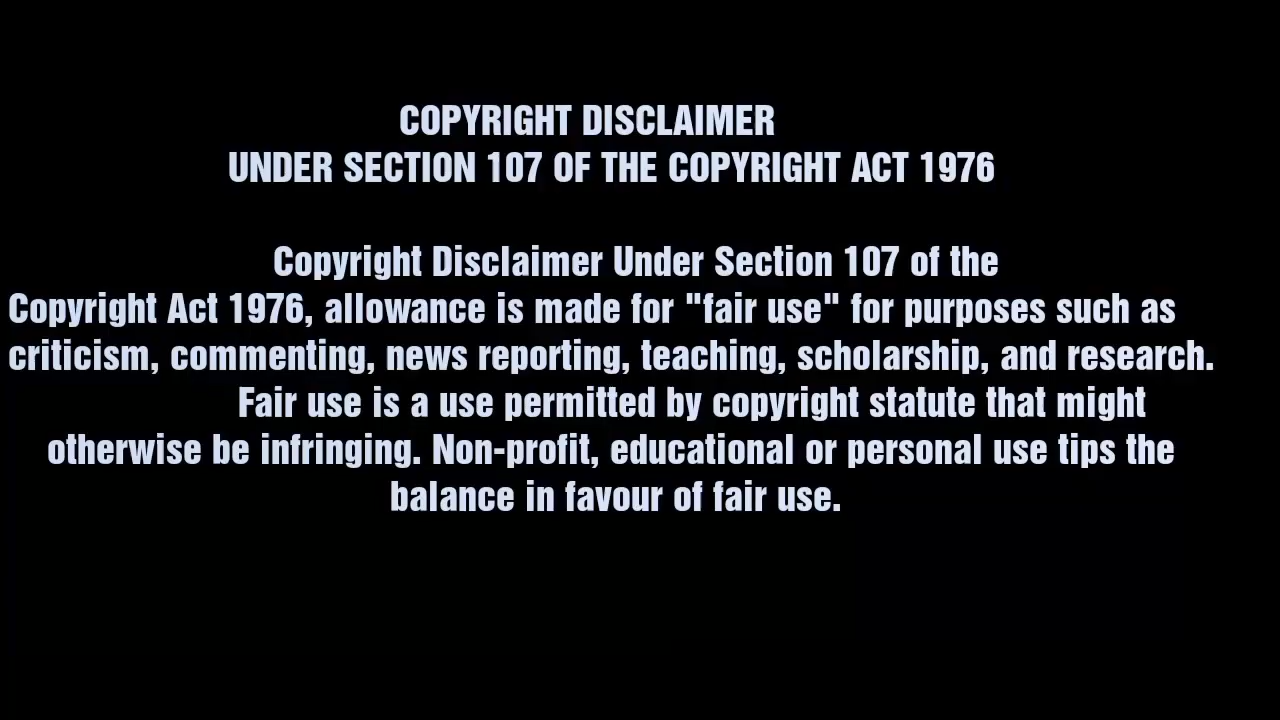 COPYRIGHT DISCLAIMER
UNDER SECTION 107 OF THE COPYRIGHT ACT 1976
Copyright Disclaimer Under Section 107 of the
Copyright Act 1976, allowance is made for "fair use" for purposes such as
criticism, commenting, news reporting, teaching, scholarship, and research.
Fair use is a use permitted by copyright statute that might
otherwise be infringing. Non-profit, educational or personal use tips the
balance in favour of fair use.